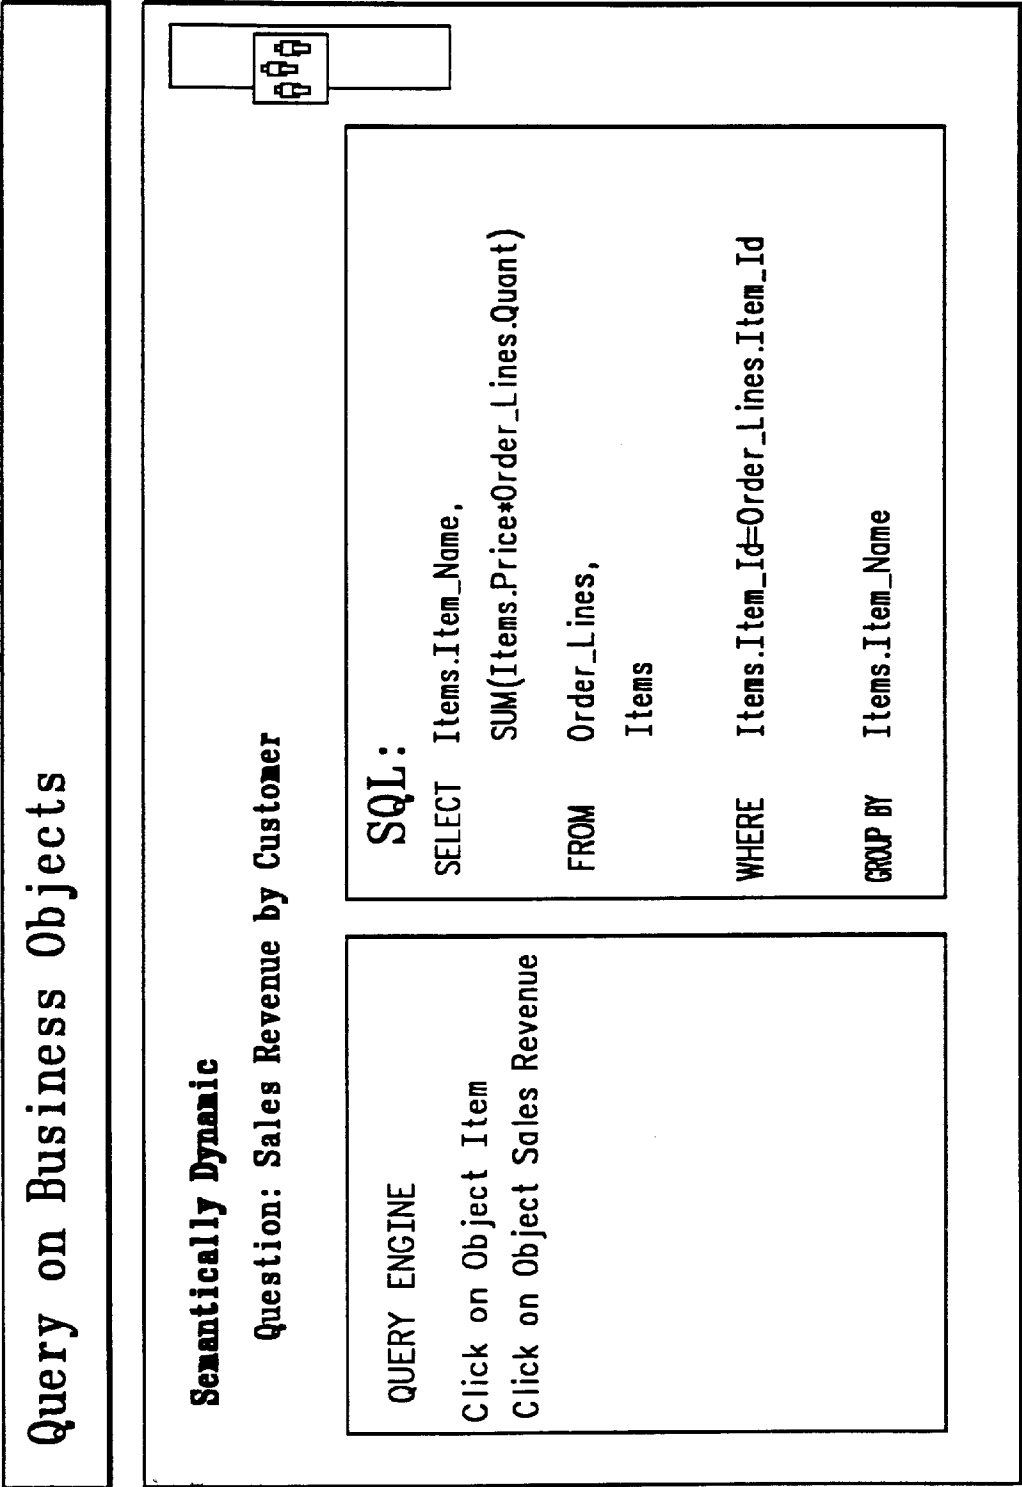 Query on Business Objects
Semantically Dynamic
Question: Sales Revenue by Customer
QUERY ENGINE
Click on Object Item
Click on Object Sales Revenue
SQL:
SELECT Items.Item_Name,
SUM(Items.Price*Order_Lines.Quant)
FROM Order_Lines,
Items
WHERE Items.Item_Id=Order_Lines.Item_Id
GROUP BY Items.Item_Name